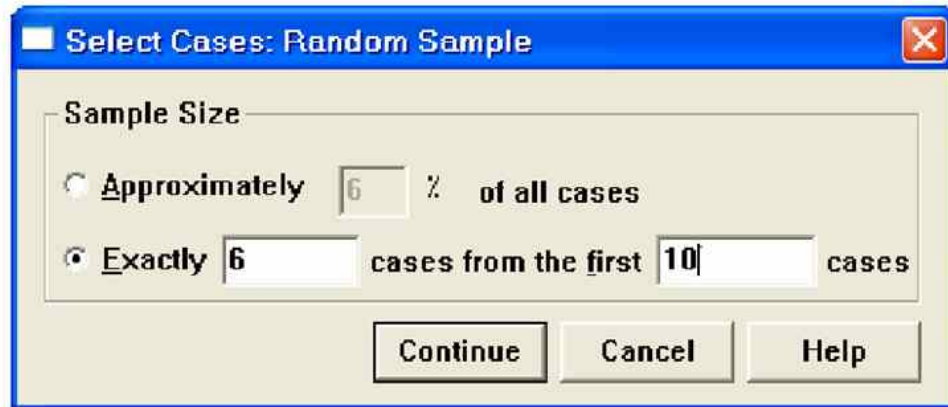 Select Cases: Random Sample
Sample Size
Approximately 6 % of all cases
Exactly 6 cases from the first 10 cases
Continue Cancel Help